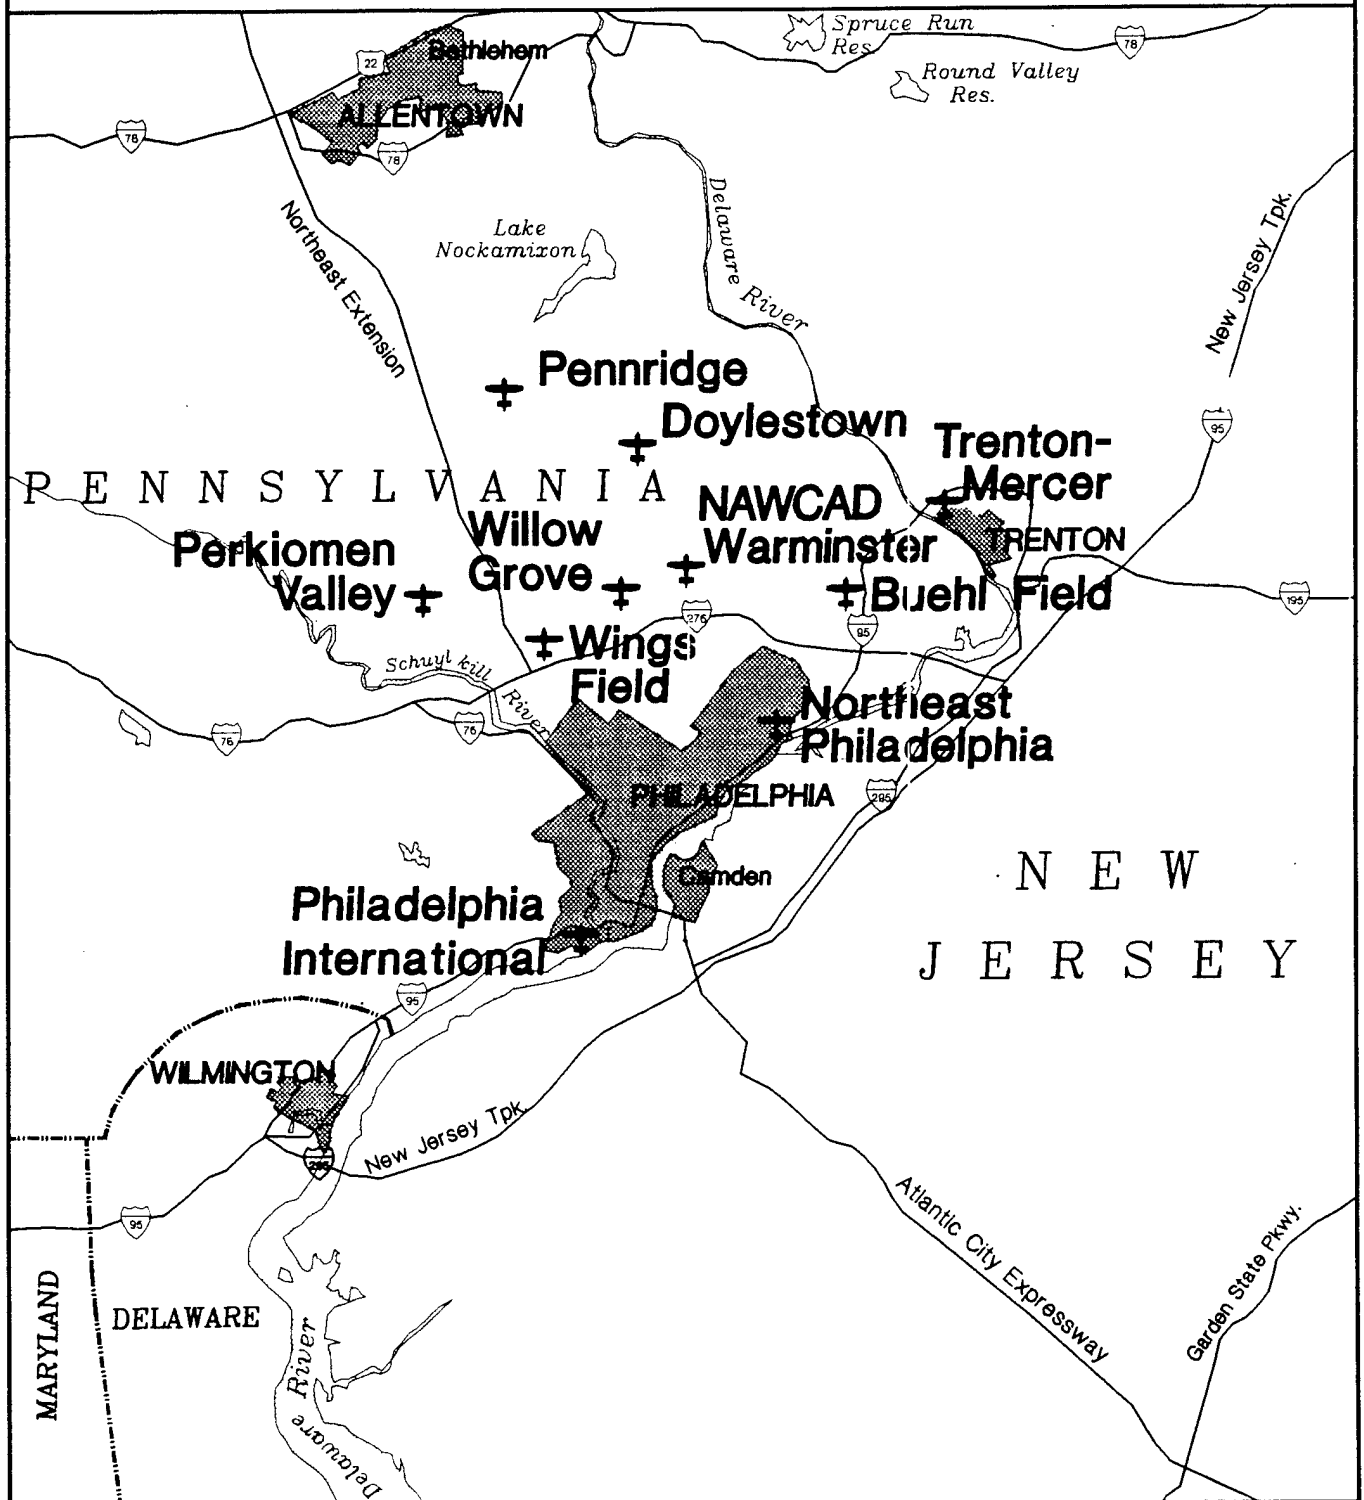 Spruce Run
Res.
78
Bethlehem
22
Round Valley
Res.
ALLENTOWN
78
78
Delaware River
Northeast Extension
New Jersey Tpk.
Lake
Nockamixon
Pennridge
Doylestown
95
Trenton-
Mercer
PENNSYLVANIA
NAWCAD
Warminster
Willow
Grove
TRENTON
Perkiomen
Valley
Buehl Field
195
276
95
Wings
Field
Schuylkill River
Northeast
Philadelphia
76
76
PHILADELPHIA
295
NEW
JERSEY
Camden
Philadelphia
International
95
WILMINGTON
New Jersey Tpk.
295
95
Atlantic City Expressway
Garden State Pkwy.
MARYLAND
DELAWARE
Delaware River